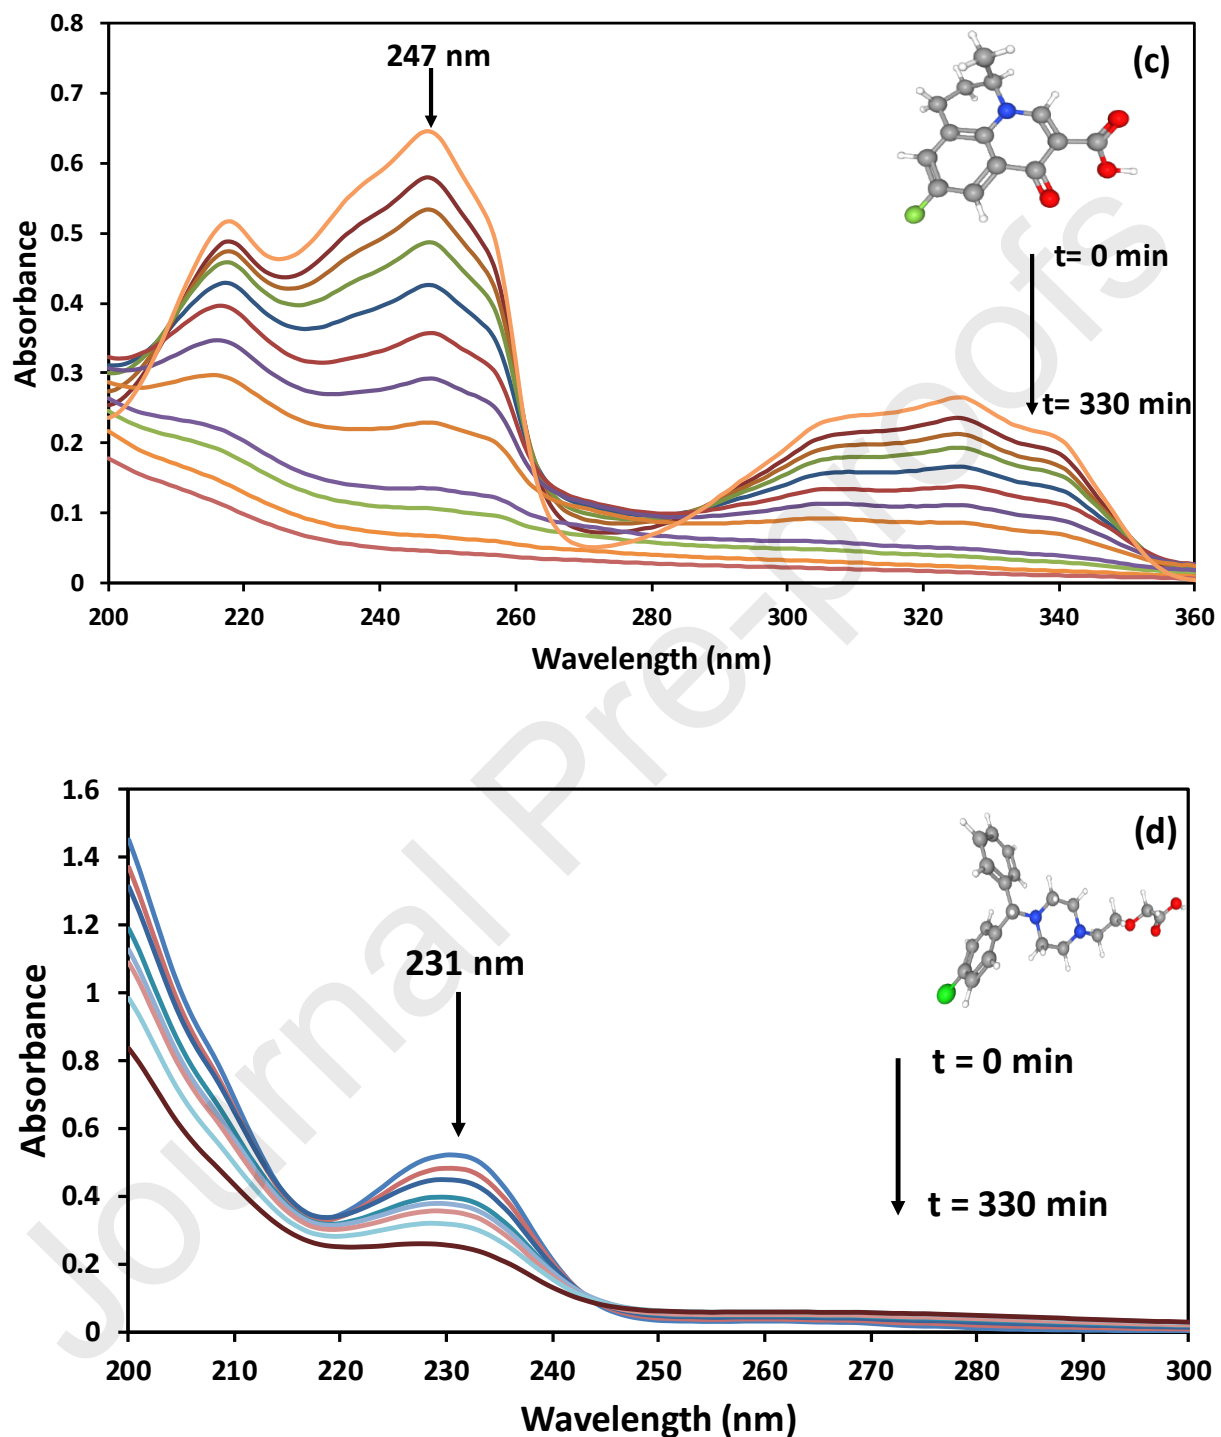 0.8
247 nm
(c)
0.7
0.6
0.5
t= 0 min
0.4
Absorbance
0.3
t= 330 min
0.2
0.1
0
200 220 240 260 280 300 320 340 360
Wavelength (nm)
1.6
(d)
1.4
1.2
231 nm
1
Absorbance
t = 0 min
0.8
0.6
t = 330 min
0.4
0.2
0
200 210 220 230 240 250 260 270 280 290 300
Wavelength (nm)
Journal Pre-proofs